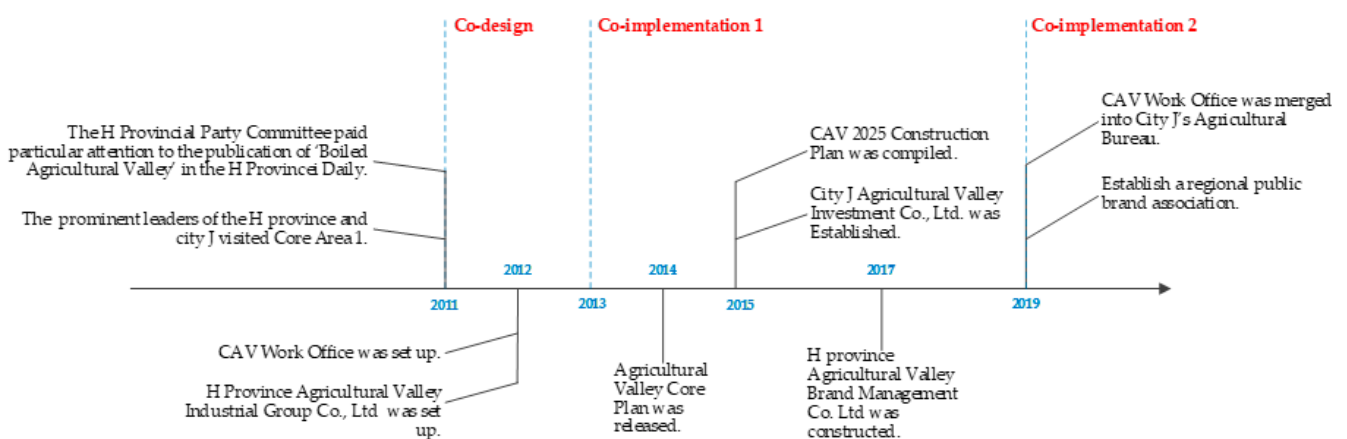 Co-design
Co-implementation 1
Co-implementation 2
The H Provincial Party Committee paid
particular attention to the publication of ‘Boiled
Agricultural Valley’ in the H Provincei Daily.
The prominent leaders of the H province and
city J visited Core Area 1.
CAV 2025 Construction
Plan was compiled.
City J Agricultural Valley
Investment Co., Ltd. was
Established.
CAV Work Office was merged
into City J’s Agricultural
Bureau.
Establish a regional public
brand association.
2012
2014
2017
2011
2013
2015
2019
CAV Work Office was set up.
H Province Agricultural Valley
Industrial Group Co., Ltd was set
up.
Agricultural
Valley Core
Plan was
released.
H province
Agricultural Valley
Brand Management
Co. Ltd was
constructed.